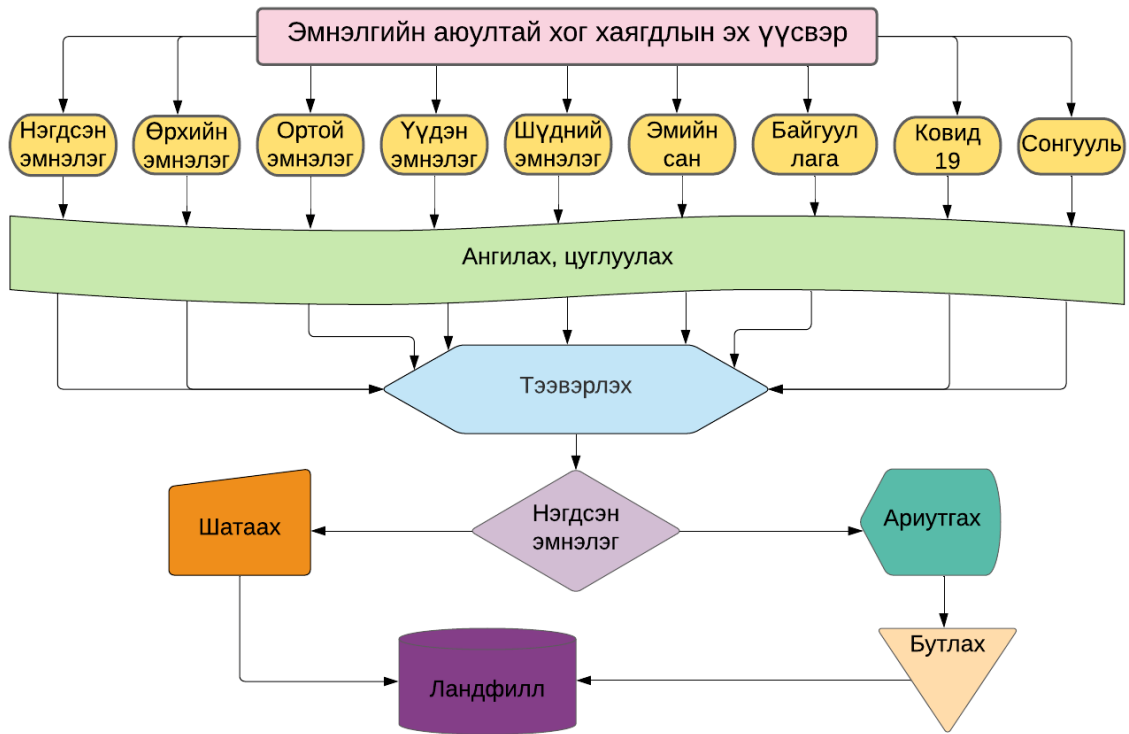 Эмнэлгийн аюултай хог хаягдлын эх үүсвэр
Нэгдсэн
эмнэлэг
Өрхийн
эмнэлэг
Ортой
эмнэлэг
Үүдэн
эмнэлэг
Шүдний
эмнэлэг
Эмийн
сан
Байгуул
лага
Ковид
19
Сонгууль
Ангилах, цуглуулах
Тээвэрлэх
Нэгдсэн
эмнэлэг
Шатаах
Ариутгах
Бутлах
Ландфилл